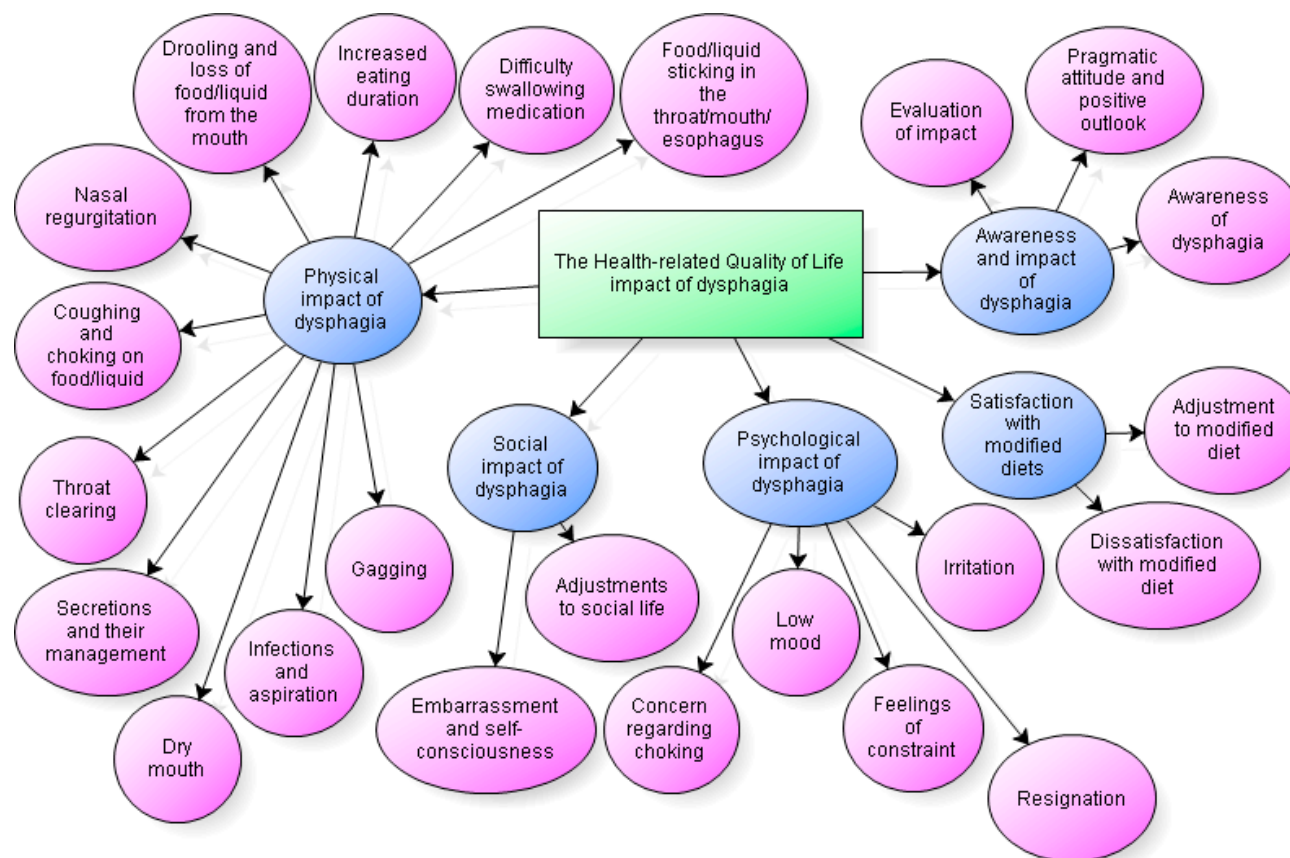 Drooling and
loss of
food/liquid
from the
mouth
Increased
eating
duration
Difficulty
swallowing
medication
Food/liquid
sticking in
the
throat/mouth/
esophagus
Pragmatic
attitude and
positive
outlook
Evaluation
of impact
Nasal
regurgitation
Awareness
of
dysphagia
Physical
impact of
dysphagia
The Health-related Quality of Life
impact of dysphagia
Awareness
and impact
of
dysphagia
Coughing
and
choking on
food/liquid
Social
impact of
dysphagia
Psychological
impact of
dysphagia
Satisfaction
with
modified
diets
Adjustment
to modified
diet
Throat
clearing
Gagging
Adjustments
to social life
Irritation
Dissatisfaction
with modified
diet
Secretions
and their
management
Infections
and
aspiration
Low
mood
Dry
mouth
Embarrassment
and self-
consciousness
Concern
regarding
choking
Feelings
of
constraint
Resignation